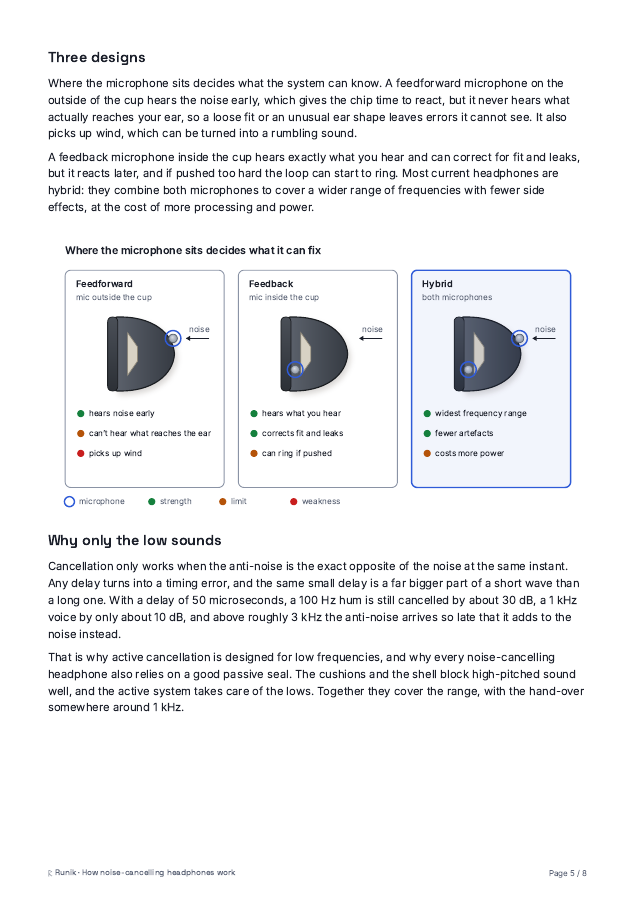 Three designs
Where the microphone sits decides what the system can know. A feedforward microphone on the
outside of the cup hears the noise early, which gives the chip time to react, but it never hears what
actually reaches your ear, so a loose fit or an unusual ear shape leaves errors it cannot see. It also
picks up wind, which can be turned into a rumbling sound.
A feedback microphone inside the cup hears exactly what you hear and can correct for fit and leaks,
but it reacts later, and if pushed too hard the loop can start to ring. Most current headphones are
hybrid: they combine both microphones to cover a wider range of frequencies with fewer side
effects, at the cost of more processing and power.
Where the microphone sits decides what it can fix
Feedforward
mic outside the cup
noise
hears noise early
can't hear what reaches the ear
picks up wind
Feedback
mic inside the cup
noise
hears what you hear
corrects fit and leaks
can ring if pushed
Hybrid
both microphones
noise
widest frequency range
fewer artefacts
costs more power
microphone
strength
limit
weakness
Why only the low sounds
Cancellation only works when the anti-noise is the exact opposite of the noise at the same instant.
Any delay turns into a timing error, and the same small delay is a far bigger part of a short wave than
a long one. With a delay of 50 microseconds, a 100 Hz hum is still cancelled by about 30 dB, a 1 kHz
voice by only about 10 dB, and above roughly 3 kHz the anti-noise arrives so late that it adds to the
noise instead.
That is why active cancellation is designed for low frequencies, and why every noise-cancelling
headphone also relies on a good passive seal. The cushions and the shell block high-pitched sound
well, and the active system takes care of the lows. Together they cover the range, with the hand-over
somewhere around 1 kHz.
Runik · How noise-cancelling headphones work
Page 5 / 8